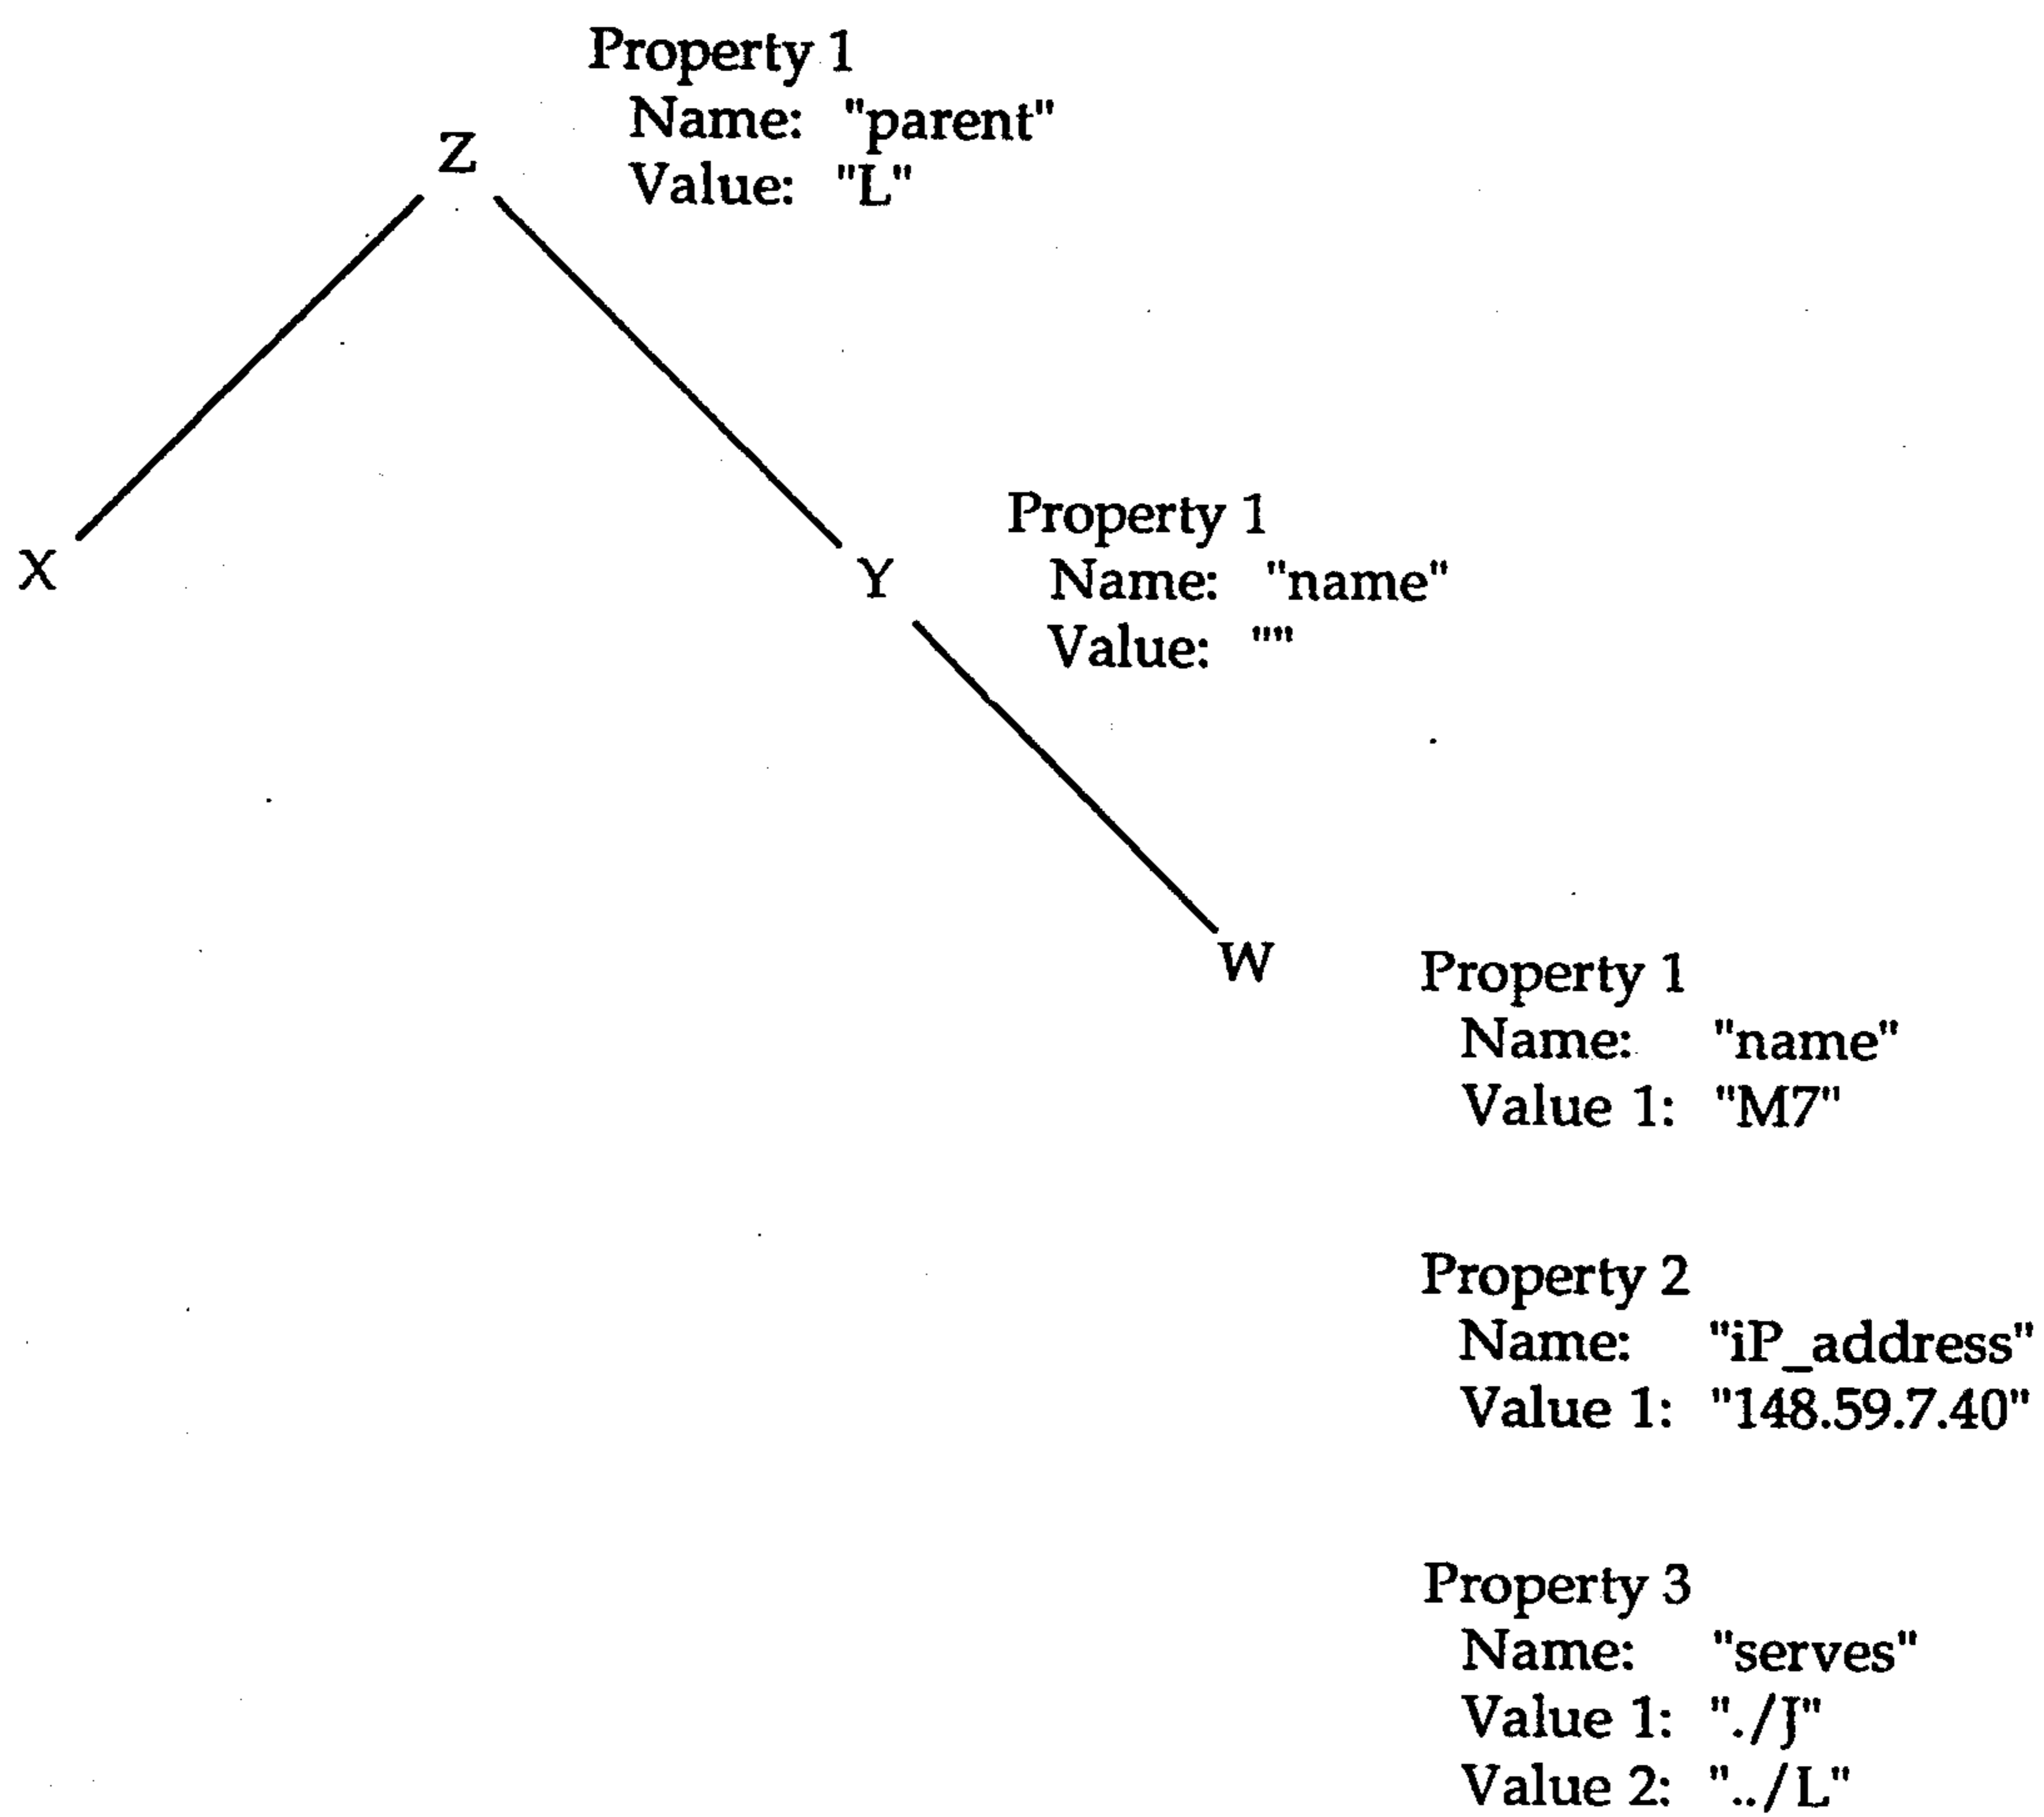 Property 1
Name: "parent"
Z
Value: "L"
Property 1
X
Y
Name: "name"
Value: ""
W
Property 1
Name: "name"
Value 1: "M7"
Property 2
Name: "iP_address"
Value 1: "148.59.7.40"
Property 3
Name: "serves"
Value 1: "./J"
Value 2: "../L"